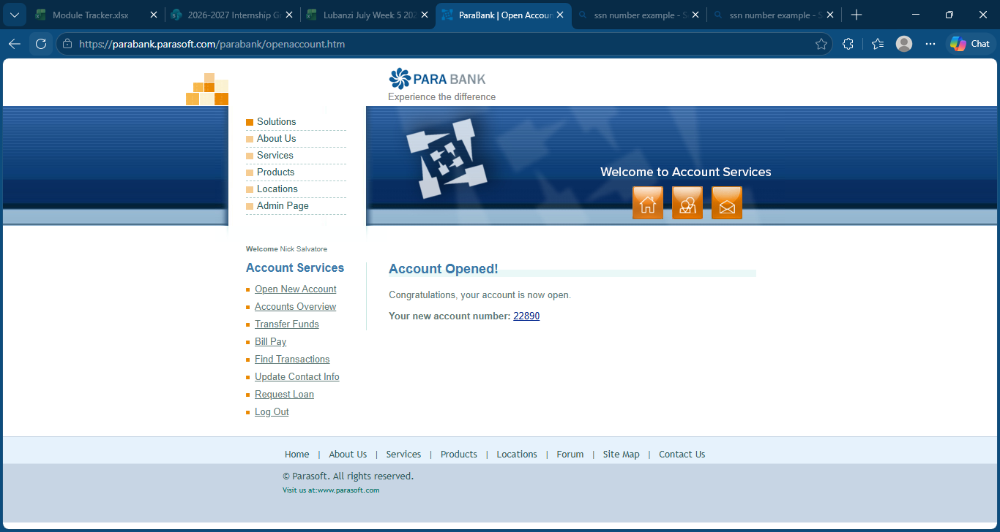 Module Tracker.xlsx
2026-2027 Internship G
Lubanzi July Week 5 202
ParaBank | Open Accoun
ssn number example - S
ssn number example - S
https://parabank.parasoft.com/parabank/openaccount.htm
Chat
PARA BANK
Experience the difference
Solutions
About Us
Services
Products
Locations
Admin Page
Welcome to Account Services
Welcome Nick Salvatore
Account Services
Open New Account
Accounts Overview
Transfer Funds
Bill Pay
Find Transactions
Update Contact Info
Request Loan
Log Out
Account Opened!
Congratulations, your account is now open.
Your new account number: 22890
Home | About Us | Services | Products | Locations | Forum | Site Map | Contact Us
© Parasoft. All rights reserved.
Visit us at:www.parasoft.com